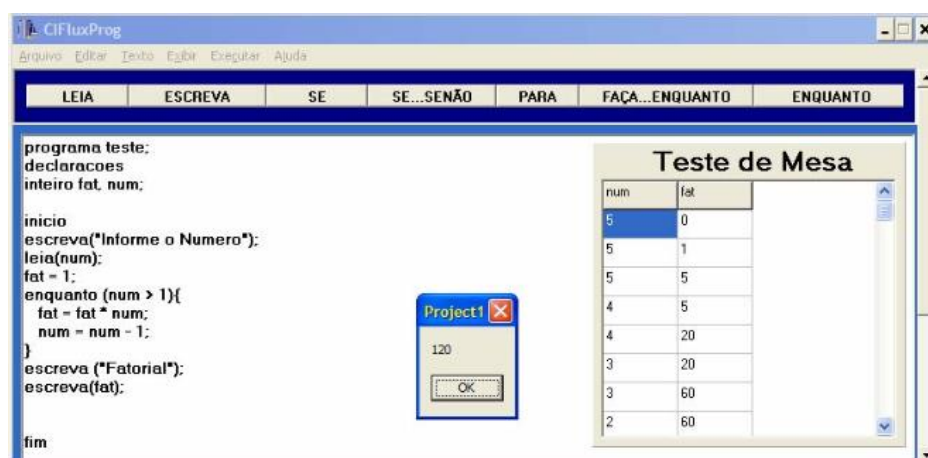 CIFluxProg
Arquivo Editar Texto Exibir Executar Ajuda
LEIA ESCREVA SE SE...SENÃO PARA FAÇA...ENQUANTO ENQUANTO
programa teste;
declaracoes
inteiro fat, num;
inicio
escreva("Informe o Numero");
leia(num);
fat = 1;
enquanto (num > 1){
fat = fat * num;
num = num - 1;
}
escreva ("Fatorial");
escreva(fat);
fim
Project1
120
OK
Teste de Mesa
num fat
5 0
5 1
5 5
4 5
4 20
3 20
3 60
2 60